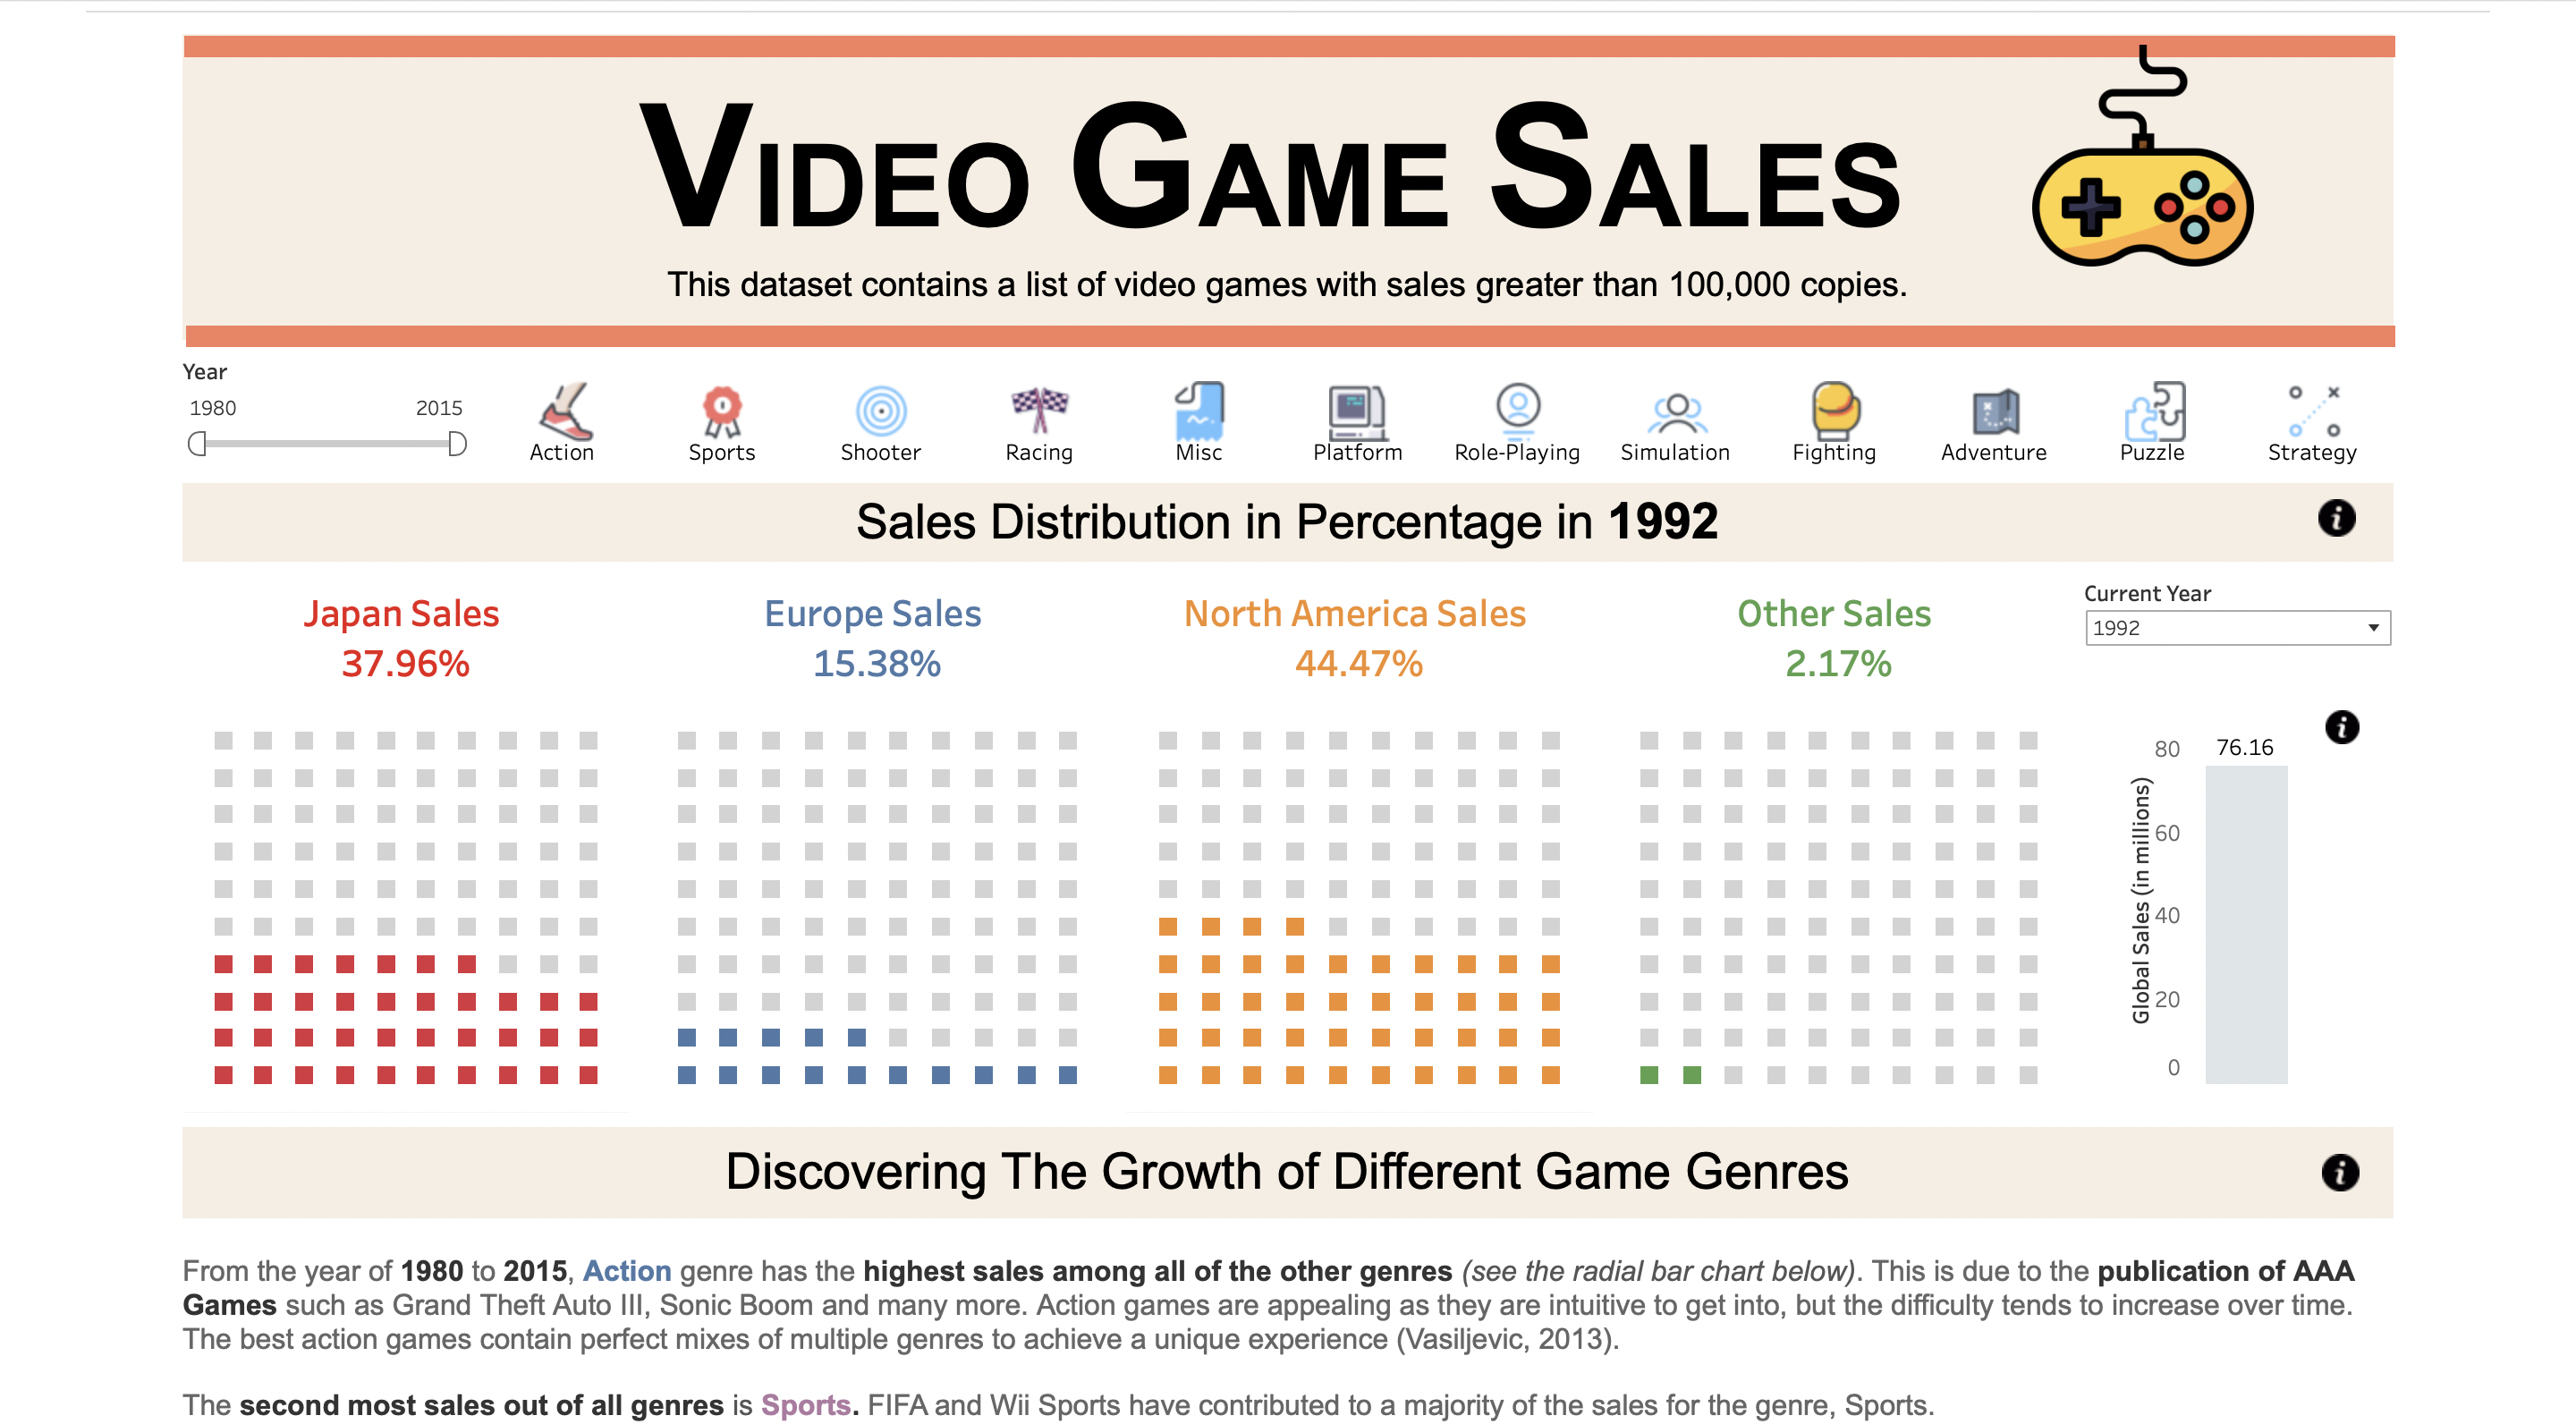 VIDEO GAME SALES
This dataset contains a list of video games with sales greater than 100,000 copies.
Year
1980 2015
Action Sports Shooter Racing Misc Platform Role-Playing Simulation Fighting Adventure Puzzle Strategy
Sales Distribution in Percentage in 1992
Japan Sales
37.96%
Europe Sales
15.38%
North America Sales
44.47%
Other Sales
2.17%
Current Year
1992
Global Sales (in millions)
80
60
40
20
0
76.16
Discovering The Growth of Different Game Genres
From the year of 1980 to 2015, Action genre has the highest sales among all of the other genres (see the radial bar chart below). This is due to the publication of AAA
Games such as Grand Theft Auto III, Sonic Boom and many more. Action games are appealing as they are intuitive to get into, but the difficulty tends to increase over time.
The best action games contain perfect mixes of multiple genres to achieve a unique experience (Vasiljevic, 2013).
The second most sales out of all genres is Sports. FIFA and Wii Sports have contributed to a majority of the sales for the genre, Sports.